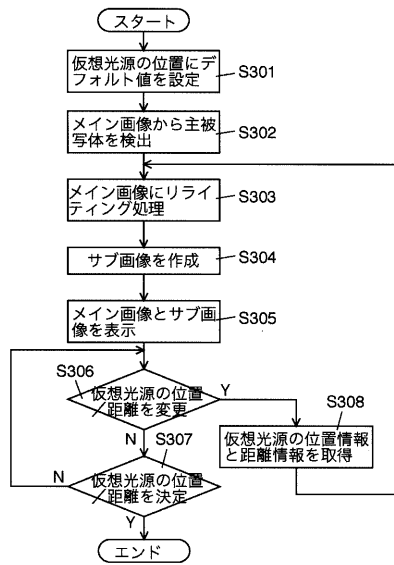 スタート
仮想光源の位置にデ
フォルト値を設定
S301
メイン画像から主被
写体を検出
S302
メイン画像にリライ
ティング処理
S303
サブ画像を作成
S304
メイン画像とサブ画
像を表示
S305
S306
仮想光源の位置
／距離を変更
Y
N
S308
仮想光源の位置情報
と距離情報を取得
S307
仮想光源の位置
／距離を決定
N
Y
エンド